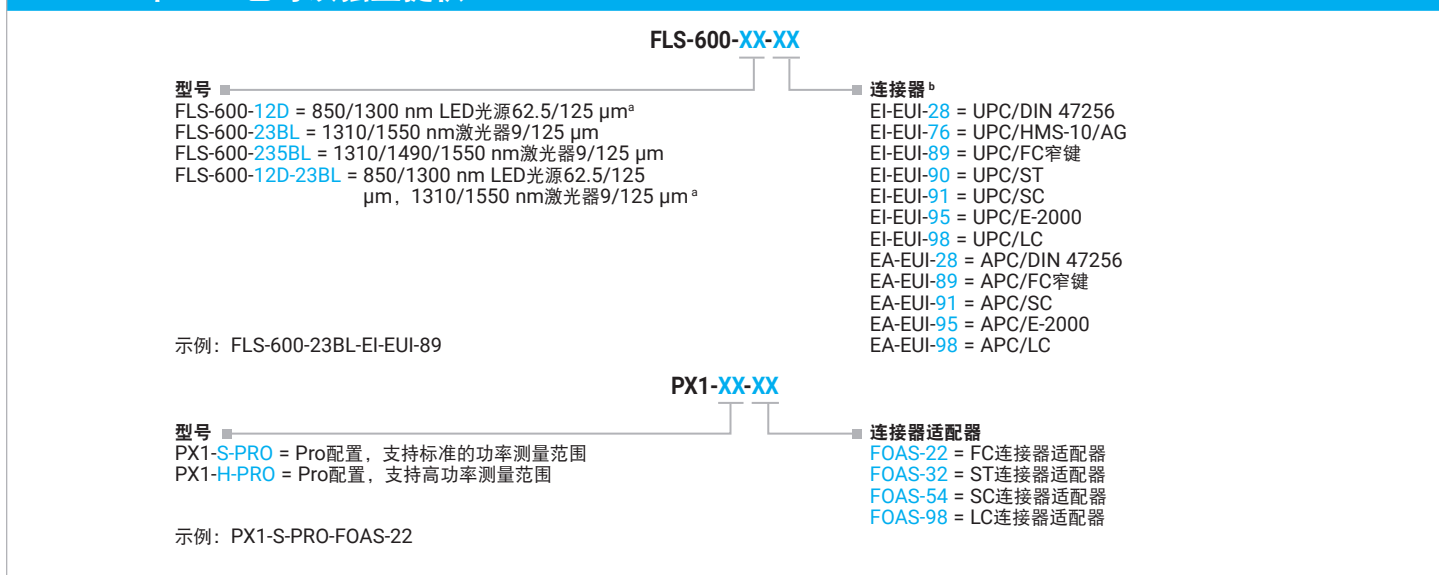 FLS-600-XX-XX
型号
FLS-600-12D = 850/1300 nm LED光源62.5/125 µmᵃ
FLS-600-23BL = 1310/1550 nm激光器9/125 µm
FLS-600-235BL = 1310/1490/1550 nm激光器9/125 µm
FLS-600-12D-23BL = 850/1300 nm LED光源62.5/125
µm，1310/1550 nm激光器9/125 µmᵃ
示例：FLS-600-23BL-EI-EUI-89
连接器ᵇ
EI-EUI-28 = UPC/DIN 47256
EI-EUI-76 = UPC/HMS-10/AG
EI-EUI-89 = UPC/FC窄键
EI-EUI-90 = UPC/ST
EI-EUI-91 = UPC/SC
EI-EUI-95 = UPC/E-2000
EI-EUI-98 = UPC/LC
EA-EUI-28 = APC/DIN 47256
EA-EUI-89 = APC/FC窄键
EA-EUI-91 = APC/SC
EA-EUI-95 = APC/E-2000
EA-EUI-98 = APC/LC
PX1-XX-XX
型号
PX1-S-PRO = Pro配置，支持标准的功率测量范围
PX1-H-PRO = Pro配置，支持高功率测量范围
示例：PX1-S-PRO-FOAS-22
连接器适配器
FOAS-22 = FC连接器适配器
FOAS-32 = ST连接器适配器
FOAS-54 = SC连接器适配器
FOAS-98 = LC连接器适配器